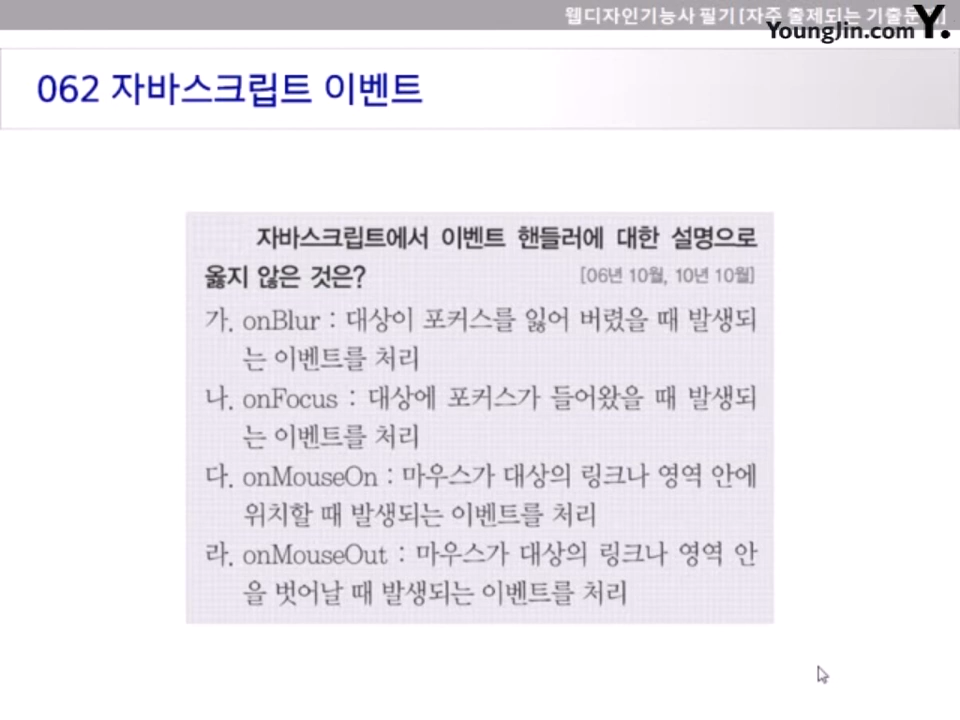 웹디자인기능사 필기 [자주 출제되는 기출문제]
YoungJin.com Y.
062 자바스크립트 이벤트
자바스크립트에서 이벤트 핸들러에 대한 설명으로
옳지 않은 것은? [06년 10월, 10년 10월]
가. onBlur : 대상이 포커스를 잃어 버렸을 때 발생되
는 이벤트를 처리
나. onFocus : 대상에 포커스가 들어왔을 때 발생되
는 이벤트를 처리
다. onMouseOn : 마우스가 대상의 링크나 영역 안에
위치할 때 발생되는 이벤트를 처리
라. onMouseOut : 마우스가 대상의 링크나 영역 안
을 벗어날 때 발생되는 이벤트를 처리